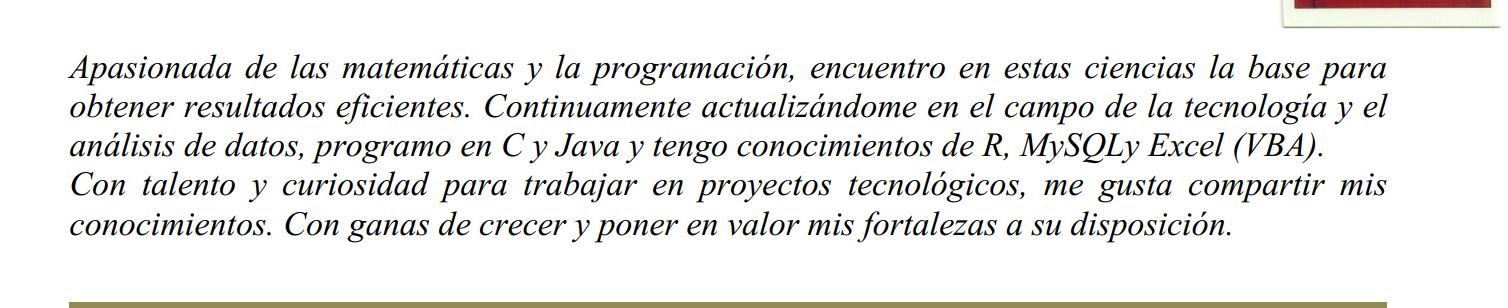 Apasionada de las matemáticas y la programación, encuentro en estas ciencias la base para
obtener resultados eficientes. Continuamente actualizándome en el campo de la tecnología y el
análisis de datos, programo en C y Java y tengo conocimientos de R, MySQLy Excel (VBA).
Con talento y curiosidad para trabajar en proyectos tecnológicos, me gusta compartir mis
conocimientos. Con ganas de crecer y poner en valor mis fortalezas a su disposición.